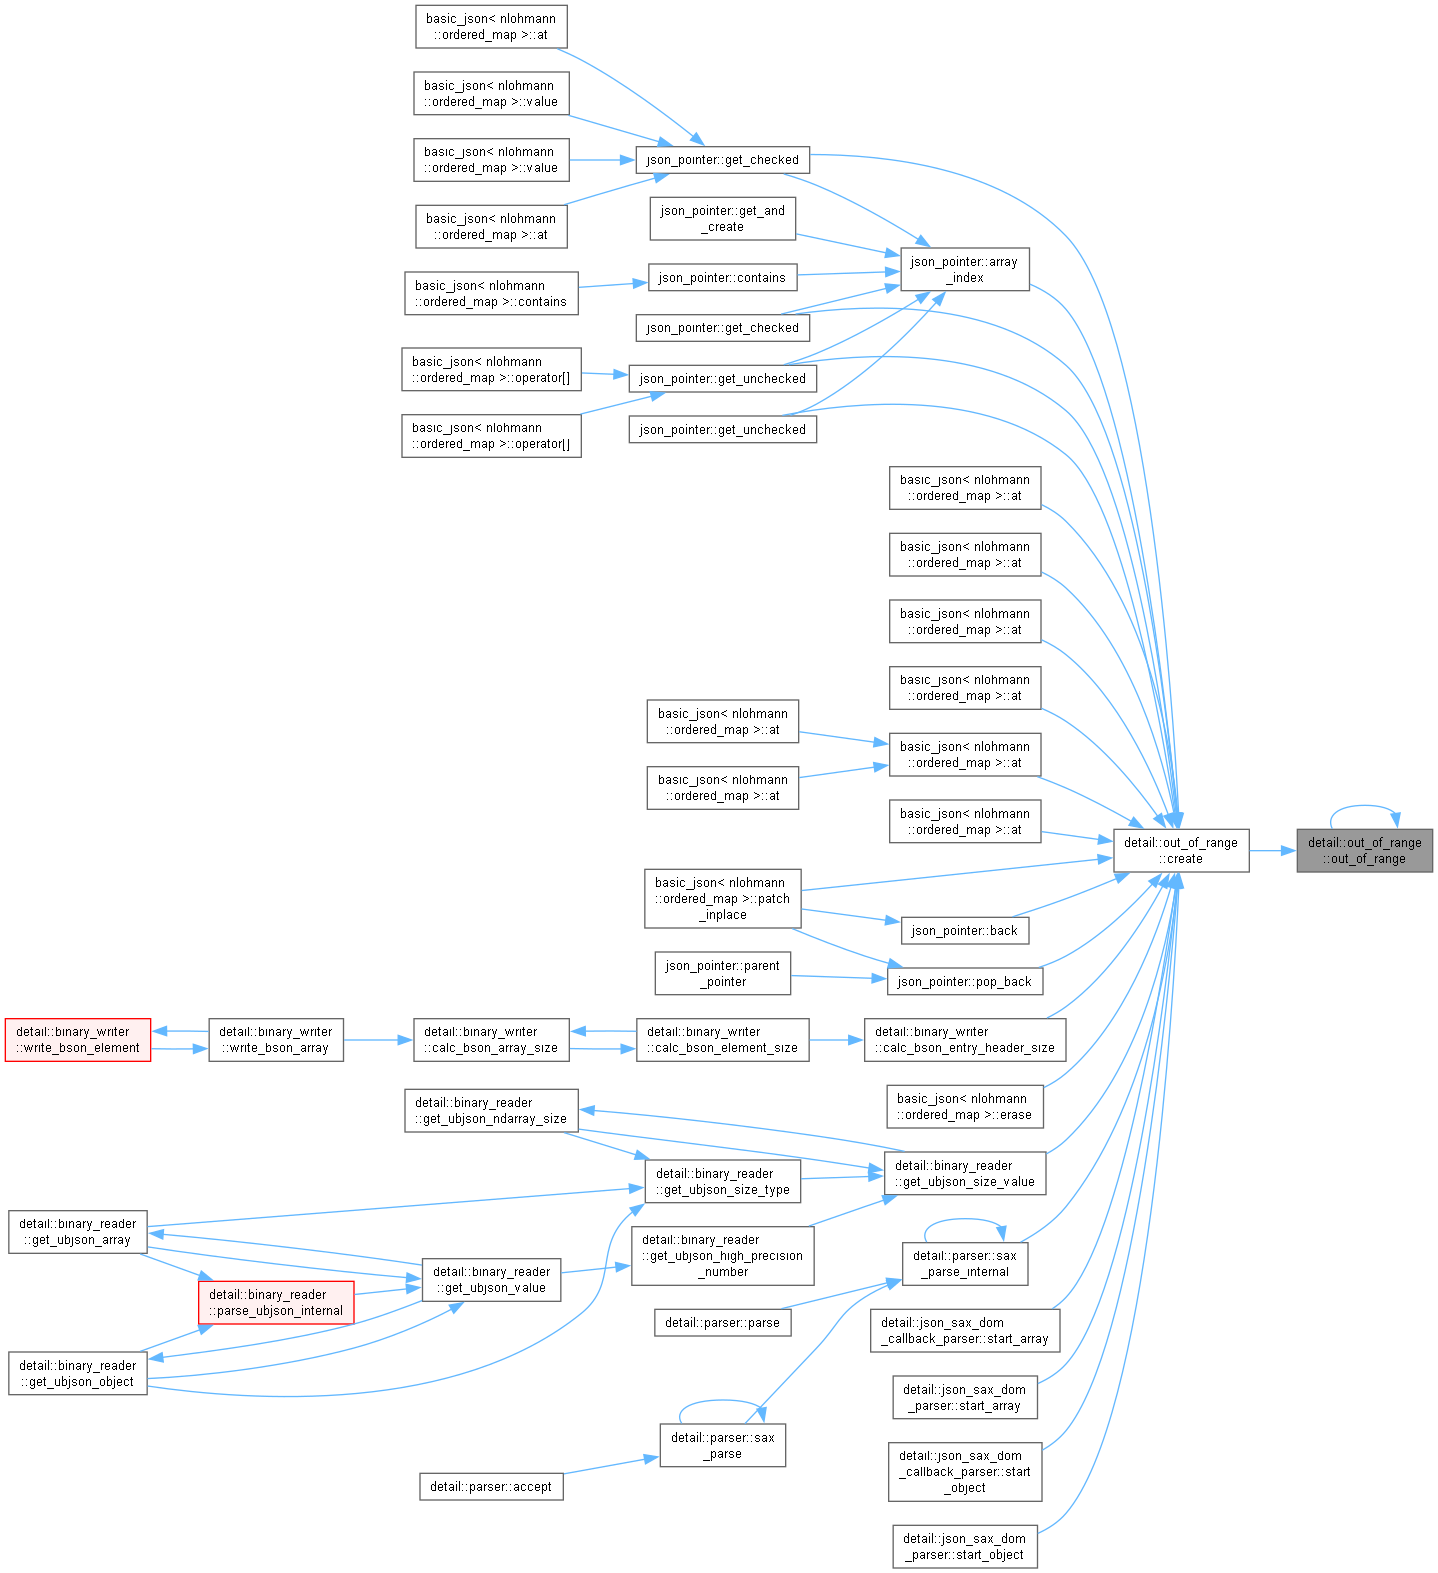 basic_json< nlohmann
::ordered_map >::at
basic_json< nlohmann
::ordered_map >::value
basic_json< nlohmann
::ordered_map >::value
json_pointer::get_checked
basic_json< nlohmann
::ordered_map >::at
json_pointer::get_and
_create
json_pointer::array
_index
json_pointer::contains
basic_json< nlohmann
::ordered_map >::contains
json_pointer::get_checked
basic_json< nlohmann
::ordered_map >::operator[]
json_pointer::get_unchecked
basic_json< nlohmann
::ordered_map >::operator[]
json_pointer::get_unchecked
basic_json< nlohmann
::ordered_map >::at
basic_json< nlohmann
::ordered_map >::at
basic_json< nlohmann
::ordered_map >::at
basic_json< nlohmann
::ordered_map >::at
basic_json< nlohmann
::ordered_map >::at
basic_json< nlohmann
::ordered_map >::at
basic_json< nlohmann
::ordered_map >::at
basic_json< nlohmann
::ordered_map >::at
detail::out_of_range
::create
detail::out_of_range
::out_of_range
basic_json< nlohmann
::ordered_map >::patch
_inplace
json_pointer::back
json_pointer::parent
_pointer
json_pointer::pop_back
detail::binary_writer
::write_bson_element
detail::binary_writer
::write_bson_array
detail::binary_writer
::calc_bson_array_size
detail::binary_writer
::calc_bson_element_size
detail::binary_writer
::calc_bson_entry_header_size
basic_json< nlohmann
::ordered_map >::erase
detail::binary_reader
::get_ubjson_ndarray_size
detail::binary_reader
::get_ubjson_size_type
detail::binary_reader
::get_ubjson_size_value
detail::binary_reader
::get_ubjson_array
detail::binary_reader
::get_ubjson_high_precision
_number
detail::parser::sax
_parse_internal
detail::binary_reader
::get_ubjson_value
detail::binary_reader
::parse_ubjson_internal
detail::parser::parse
detail::json_sax_dom
_callback_parser::start_array
detail::binary_reader
::get_ubjson_object
detail::json_sax_dom
_parser::start_array
detail::parser::sax
_parse
detail::json_sax_dom
_callback_parser::start
_object
detail::parser::accept
detail::json_sax_dom
_parser::start_object